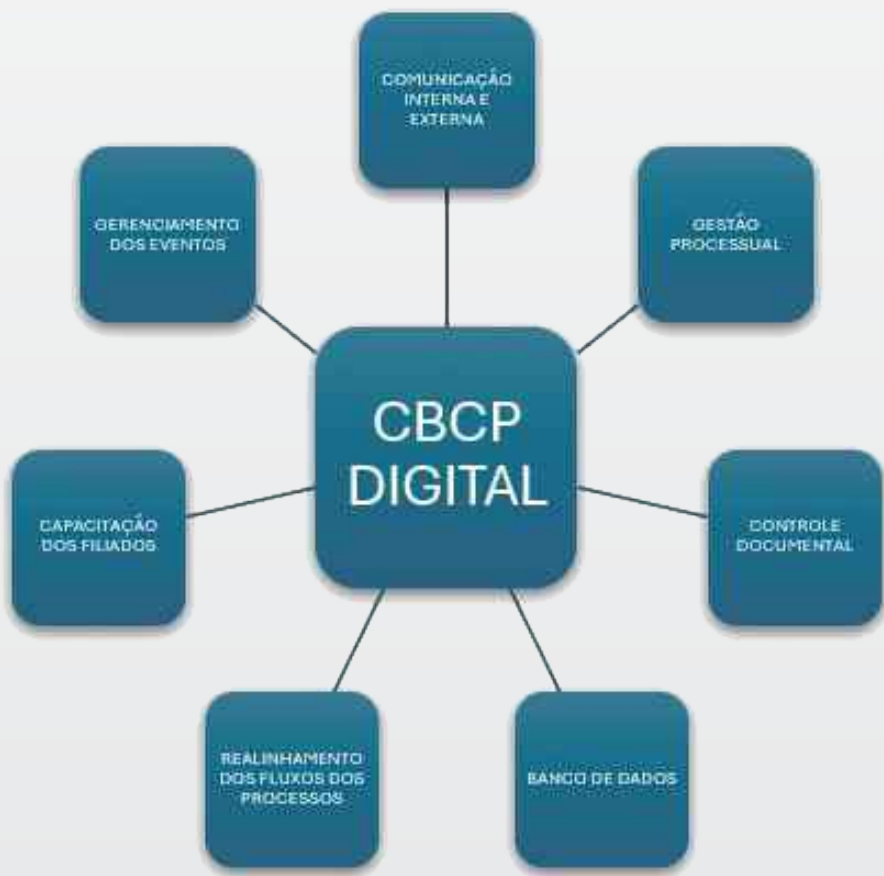 COMUNICAÇÃO
INTERNA E
EXTERNA
GERENCIAMENTO
DOS EVENTOS
GESTÃO
PROCESSUAL
CBCP
DIGITAL
CAPACITAÇÃO
DOS FILIADOS
CONTROLE
DOCUMENTAL
REALINHAMENTO
DOS FLUXOS DOS
PROCESSOS
BANCO DE DADOS